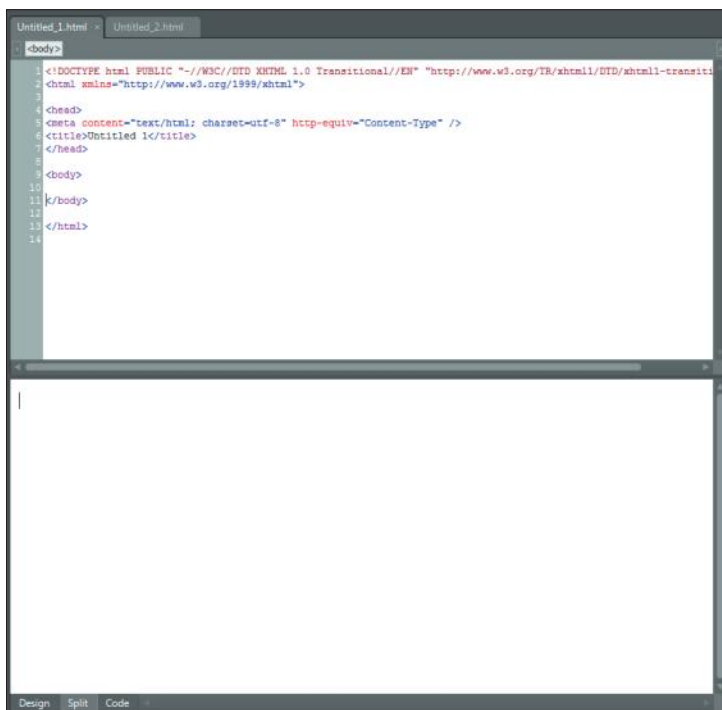 Untitled_1.html × Untitled_2.html
<body>
1 <!DOCTYPE html PUBLIC "-//W3C//DTD XHTML 1.0 Transitional//EN" "http://www.w3.org/TR/xhtml1/DTD/xhtml1-transiti
2 <html xmlns="http://www.w3.org/1999/xhtml">
3
4 <head>
5 <meta content="text/html; charset=utf-8" http-equiv="Content-Type" />
6 <title>Untitled 1</title>
7 </head>
8
9 <body>
10
11 </body>
12
13 </html>
14
Design Split Code